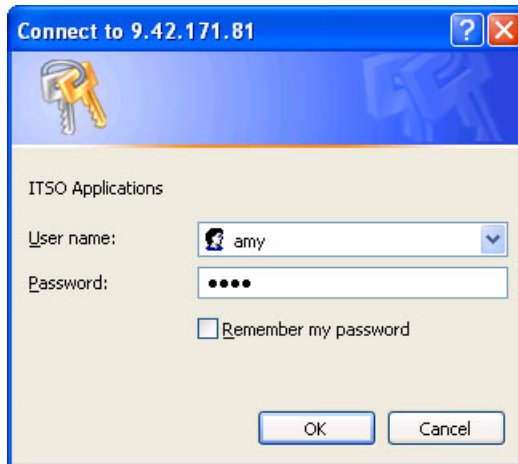 Connect to 9.42.171.81
ITSO Applications
User name: amy
Password: ••••
Remember my password
OK Cancel